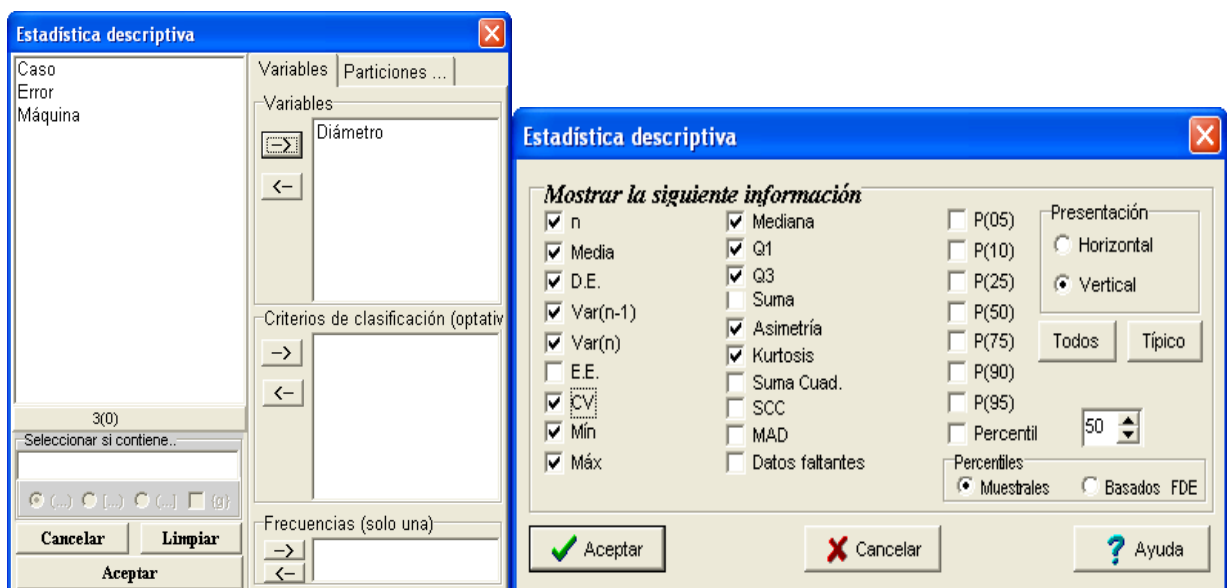 Estadística descriptiva
Caso
Error
Máquina
3(0)
Seleccionar si contiene..
(...) [...) (...] {g}
Cancelar Limpiar
Aceptar
Variables Particiones ...
Variables
-->
Diámetro
<--
Criterios de clasificación (optativ
-->
<--
Frecuencias (solo una)
-->
<--
Estadística descriptiva
Mostrar la siguiente información
n
Media
D.E.
Var(n-1)
Var(n)
E.E.
CV
Mín
Máx
Mediana
Q1
Q3
Suma
Asimetría
Kurtosis
Suma Cuad.
SCC
MAD
Datos faltantes
P(05)
P(10)
P(25)
P(50)
P(75)
P(90)
P(95)
Percentil
50
Presentación
Horizontal
Vertical
Todos Típico
Percentiles
Muestrales Basados FDE
Aceptar Cancelar Ayuda